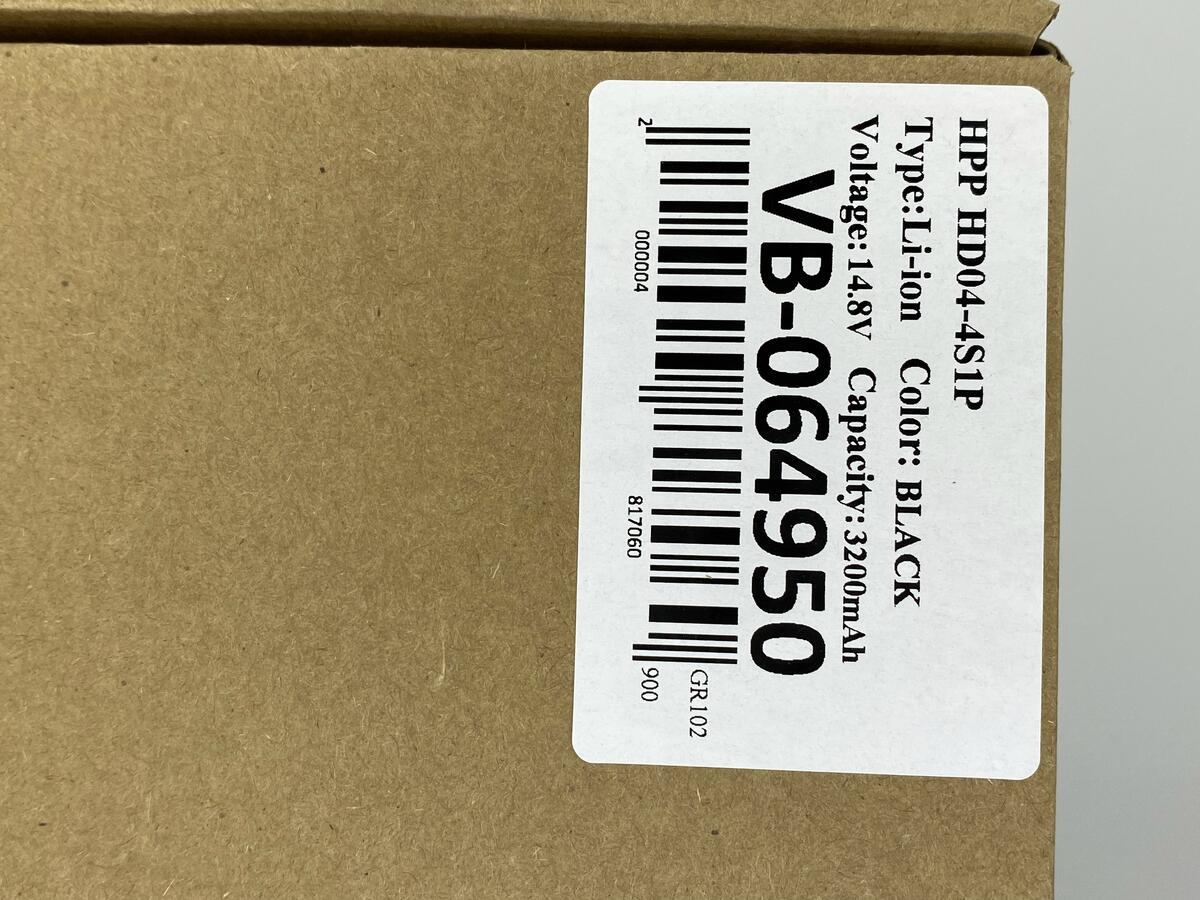 HPP HD04-4S1P
Type:Li-ion Color: BLACK
Voltage: 14.8V Capacity:3200mAh
VB-064950
GR102
2 000004 817060
900